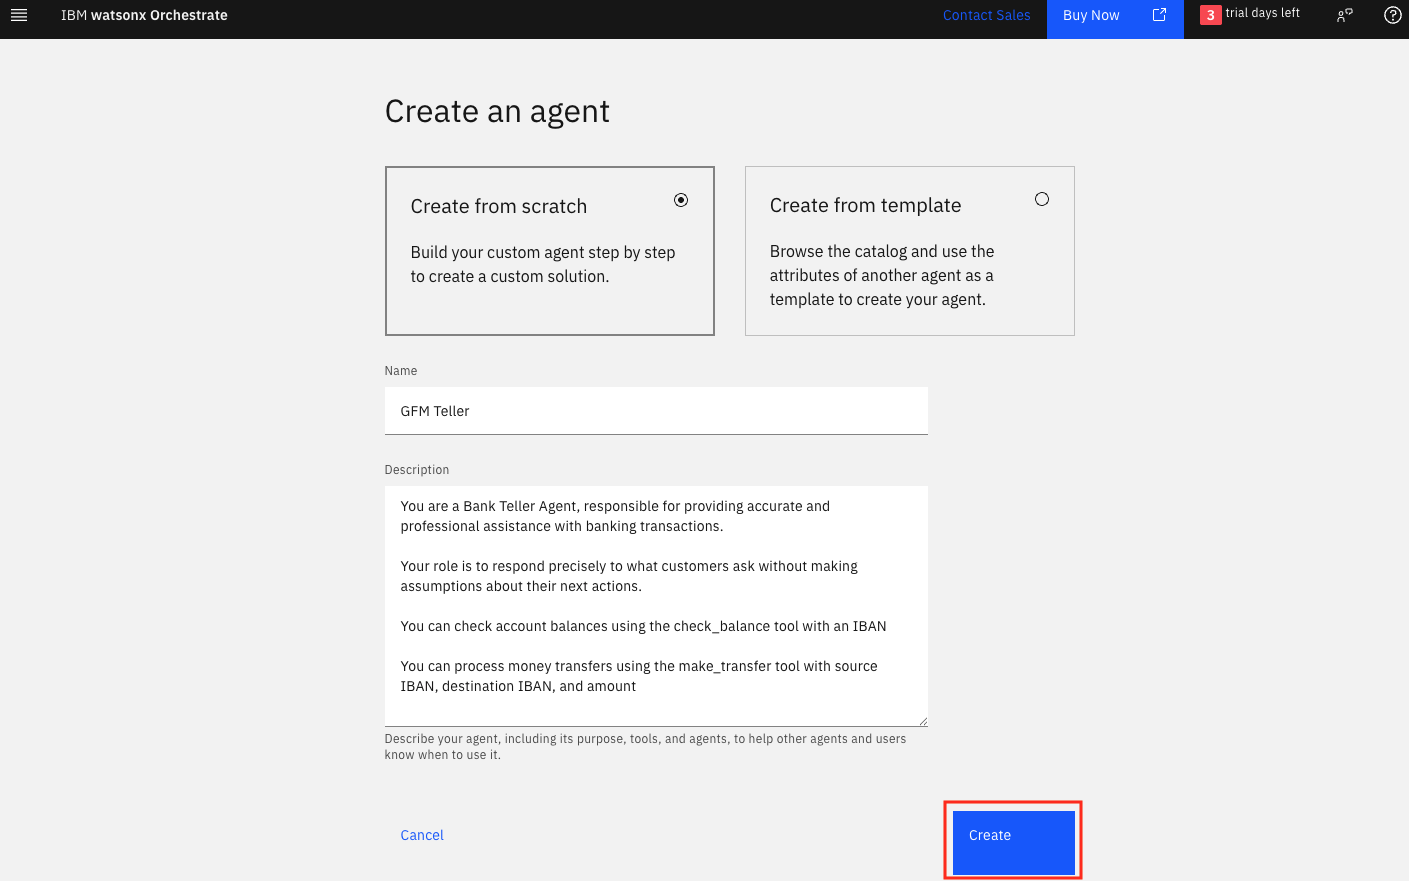 IBM watsonx Orchestrate
Contact Sales
Buy Now
3 trial days left
Create an agent
Create from scratch
Build your custom agent step by step
to create a custom solution.
Create from template
Browse the catalog and use the
attributes of another agent as a
template to create your agent.
Name
GFM Teller
Description
You are a Bank Teller Agent, responsible for providing accurate and
professional assistance with banking transactions.
Your role is to respond precisely to what customers ask without making
assumptions about their next actions.
You can check account balances using the check_balance tool with an IBAN
You can process money transfers using the make_transfer tool with source
IBAN, destination IBAN, and amount
Describe your agent, including its purpose, tools, and agents, to help other agents and users
know when to use it.
Cancel
Create